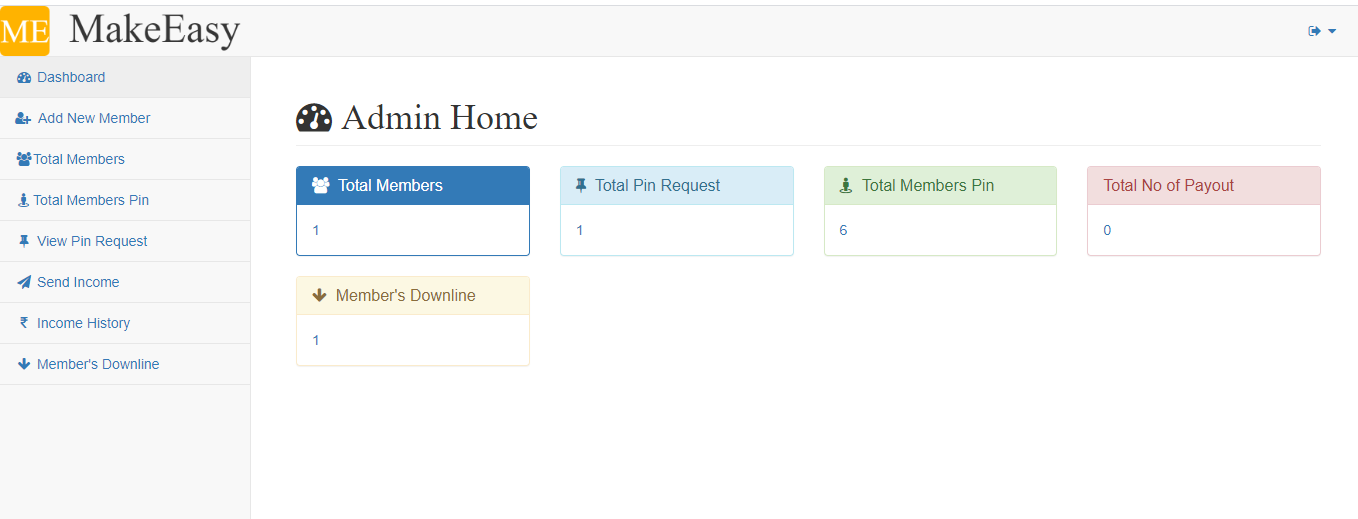 ME MakeEasy
Dashboard
Add New Member
Total Members
Total Members Pin
View Pin Request
Send Income
₹ Income History
Member's Downline
Admin Home
Total Members
1
Total Pin Request
1
Total Members Pin
6
Total No of Payout
0
Member's Downline
1